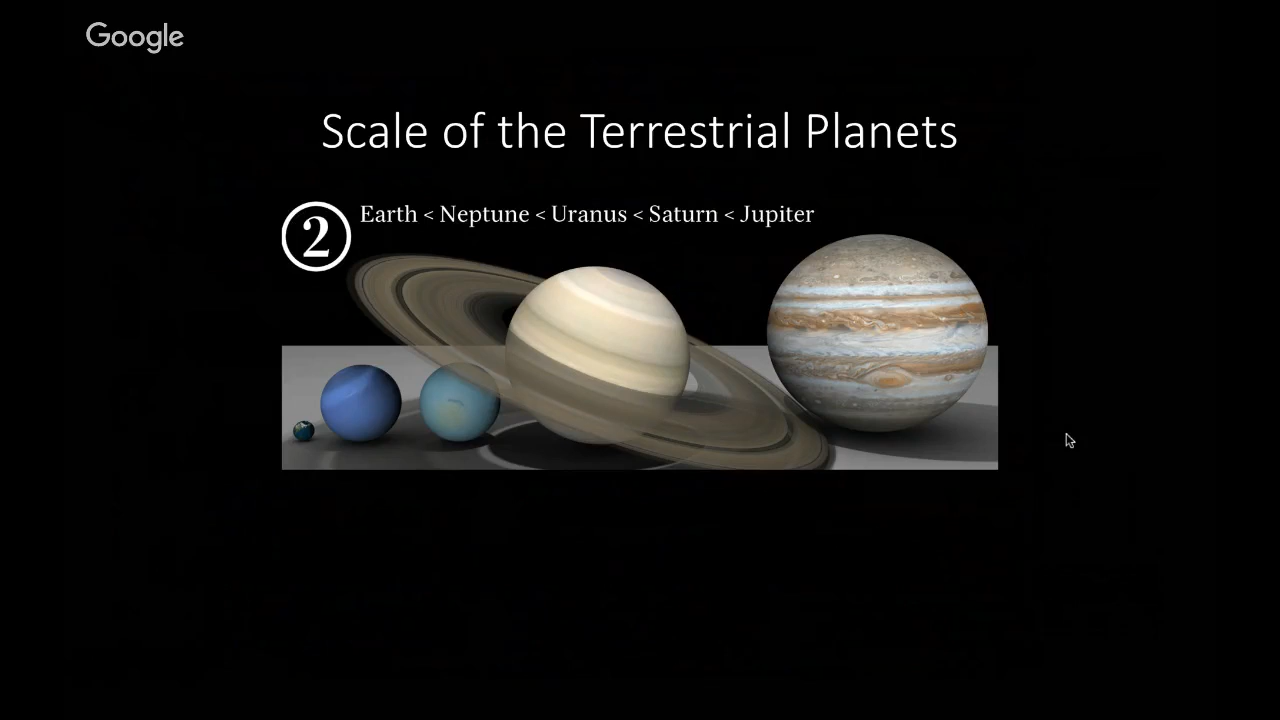 Google
Scale of the Terrestrial Planets
2
Earth < Neptune < Uranus < Saturn < Jupiter